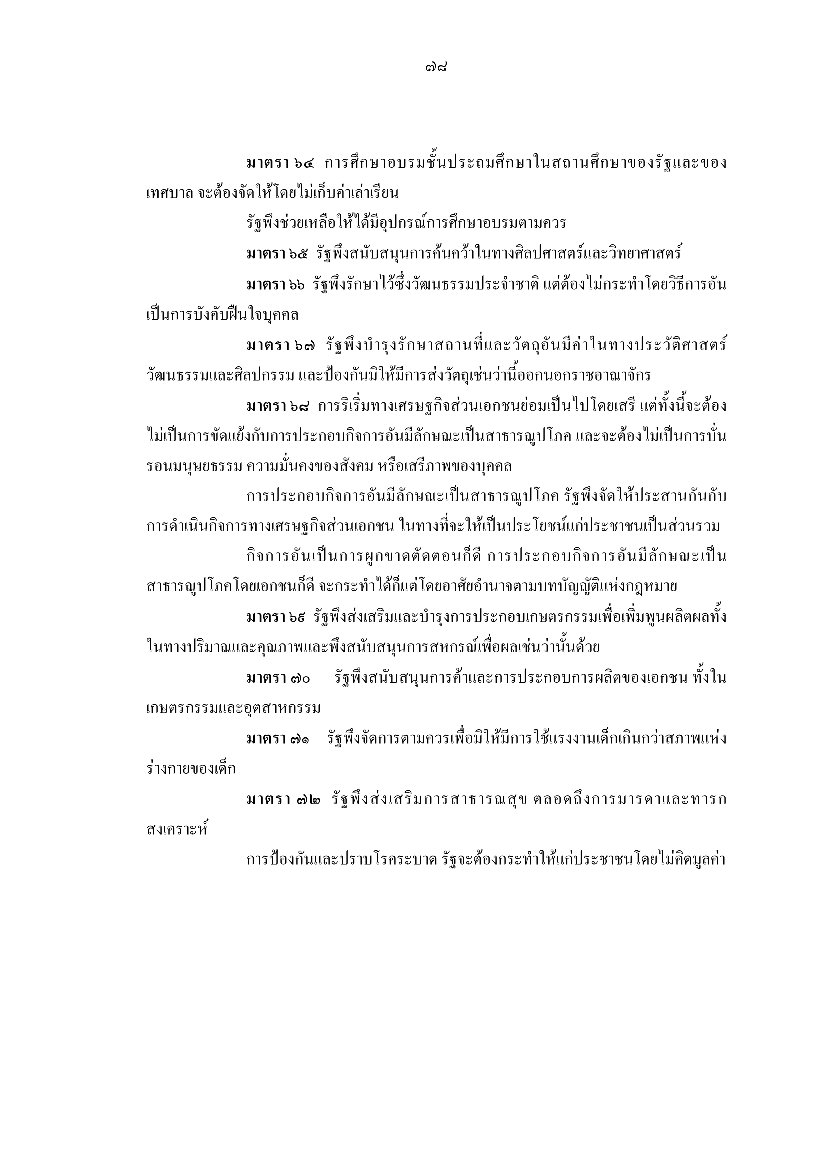 ๗๘
มาตรา ๖๔ การศึกษาอบรมชั้นประถมศึกษาในสถานศึกษาของรัฐและของ
เทศบาล จะต้องจัดให้โดยไม่เก็บค่าเล่าเรียน
รัฐพึงช่วยเหลือให้ได้มีอุปกรณ์การศึกษาอบรมตามควร
มาตรา ๖๕ รัฐพึงสนับสนุนการค้นคว้าในทางศิลปศาสตร์และวิทยาศาสตร์
มาตรา ๖๖ รัฐพึงรักษาไว้ซึ่งวัฒนธรรมประจำชาติ แต่ต้องไม่กระทำโดยวิธีการอัน
เป็นการบังคับฝืนใจบุคคล
มาตรา ๖๗ รัฐพึงบำรุงรักษาสถานที่และวัตถุอันมีค่าในทางประวัติศาสตร์
วัฒนธรรมและศิลปกรรม และป้องกันมิให้มีการส่งวัตถุเช่นว่านี้ออกนอกราชอาณาจักร
มาตรา ๖๘ การริเริ่มทางเศรษฐกิจส่วนเอกชนย่อมเป็นไปโดยเสรี แต่ทั้งนี้จะต้อง
ไม่เป็นการขัดแย้งกับการประกอบกิจการอันมีลักษณะเป็นสาธารณูปโภค และจะต้องไม่เป็นการบั่น
รอนมนุษยธรรม ความมั่นคงของสังคม หรือเสรีภาพของบุคคล
การประกอบกิจการอันมีลักษณะเป็นสาธารณูปโภค รัฐพึงจัดให้ประสานกันกับ
การดำเนินกิจการทางเศรษฐกิจส่วนเอกชน ในทางที่จะให้เป็นประโยชน์แก่ประชาชนเป็นส่วนรวม
กิจการอันเป็นการผูกขาดตัดตอนก็ดี การประกอบกิจการอันมีลักษณะเป็น
สาธารณูปโภคโดยเอกชนก็ดี จะกระทำได้ก็แต่โดยอาศัยอำนาจตามบทบัญญัติแห่งกฎหมาย
มาตรา ๖๙ รัฐพึงส่งเสริมและบำรุงการประกอบเกษตรกรรมเพื่อเพิ่มพูนผลิตผลทั้ง
ในทางปริมาณและคุณภาพและพึงสนับสนุนการสหกรณ์เพื่อผลเช่นว่านั้นด้วย
มาตรา ๗๐ รัฐพึงสนับสนุนการค้าและการประกอบการผลิตของเอกชน ทั้งใน
เกษตรกรรมและอุตสาหกรรม
มาตรา ๗๑ รัฐพึงจัดการตามควรเพื่อมิให้มีการใช้แรงงานเด็กเกินกว่าสภาพแห่ง
ร่างกายของเด็ก
มาตรา ๗๒ รัฐพึงส่งเสริมการสาธารณสุข ตลอดถึงการมารดาและทารก
สงเคราะห์
การป้องกันและปราบโรคระบาด รัฐจะต้องกระทำให้แก่ประชาชนโดยไม่คิดมูลค่า